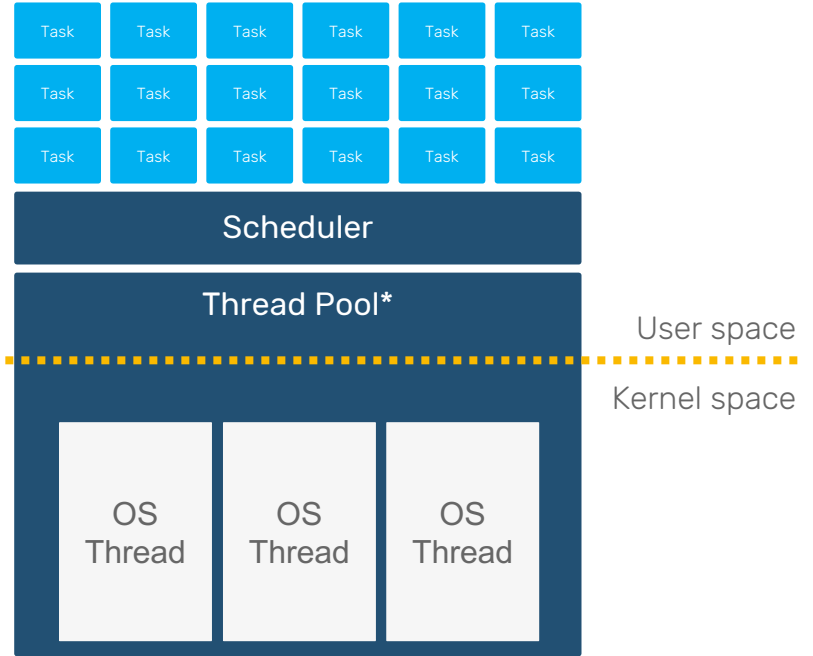 Task Task Task Task Task Task
Task Task Task Task Task Task
Task Task Task Task Task Task
Scheduler
Thread Pool*
User space
Kernel space
OS
Thread
OS
Thread
OS
Thread